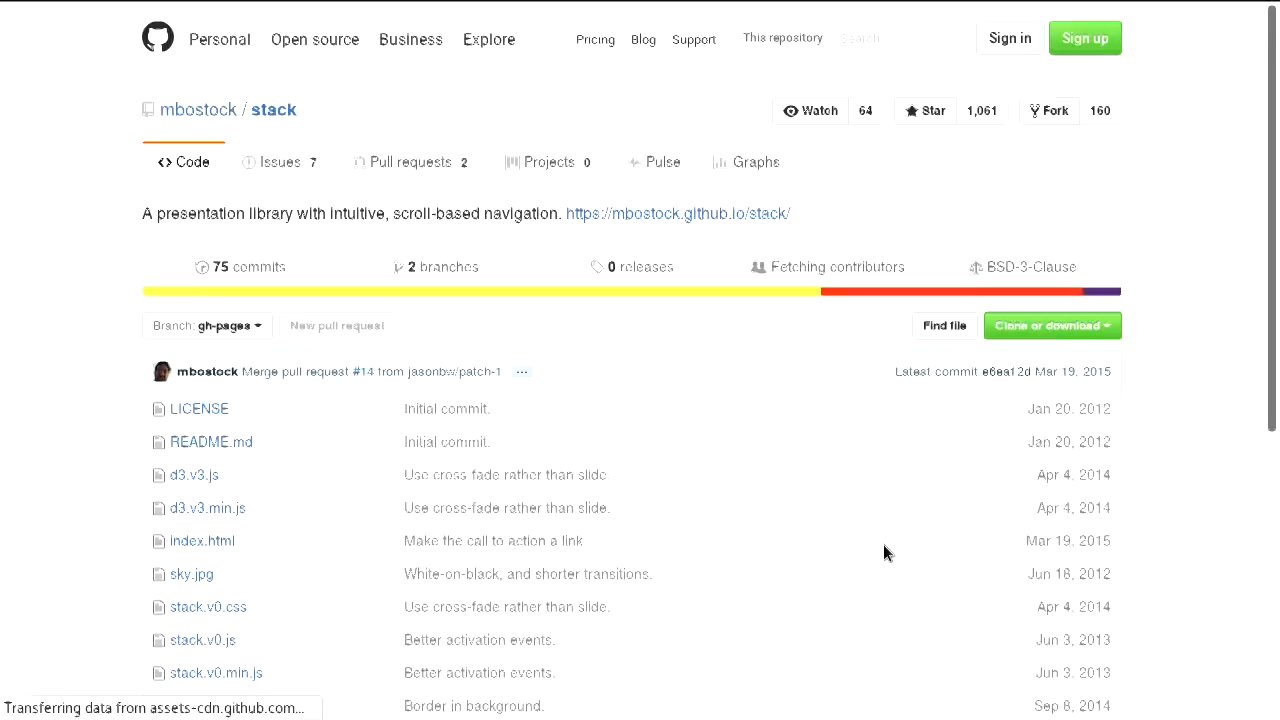 Personal Open source Business Explore Pricing Blog Support This repository Search Sign in Sign up
mbostock / stack Watch 64 Star 1,061 Fork 160
Code Issues 7 Pull requests 2 Projects 0 Pulse Graphs
A presentation library with intuitive, scroll-based navigation. https://mbostock.github.io/stack/
75 commits 2 branches 0 releases Fetching contributors BSD-3-Clause
Branch: gh-pages New pull request Find file Clone or download
mbostock Merge pull request #14 from jasonbw/patch-1 ... Latest commit e6ea12d Mar 19, 2015
LICENSE Initial commit. Jan 20, 2012
README.md Initial commit. Jan 20, 2012
d3.v3.js Use cross-fade rather than slide. Apr 4, 2014
d3.v3.min.js Use cross-fade rather than slide. Apr 4, 2014
index.html Make the call to action a link Mar 19, 2015
sky.jpg White-on-black, and shorter transitions. Jun 18, 2012
stack.v0.css Use cross-fade rather than slide. Apr 4, 2014
stack.v0.js Better activation events. Jun 3, 2013
stack.v0.min.js Better activation events. Jun 3, 2013
Border in background. Sep 8, 2014
Transferring data from assets-cdn.github.com...